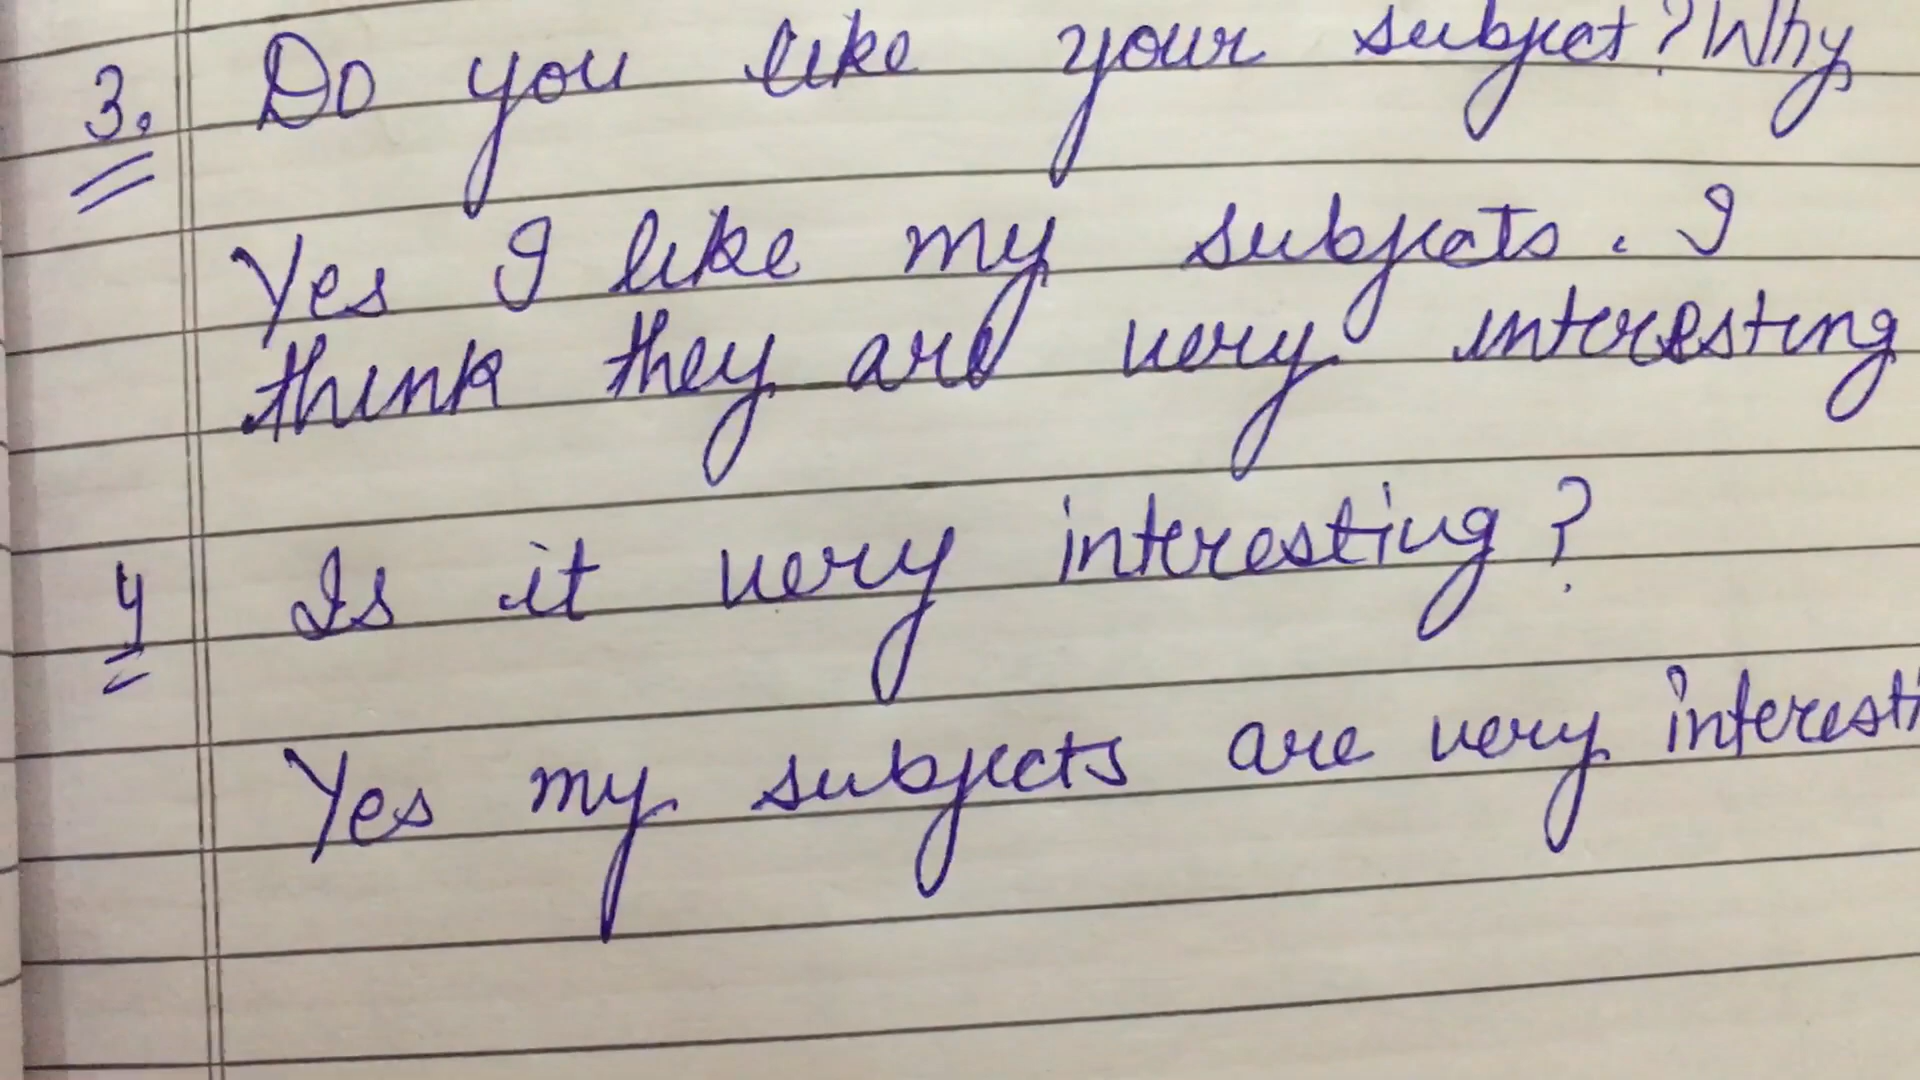 3. Do you like your subject? Why
Yes I like my subjects. I
think they are very interesting
4 Is it very interesting?
Yes my subjects are very interesti